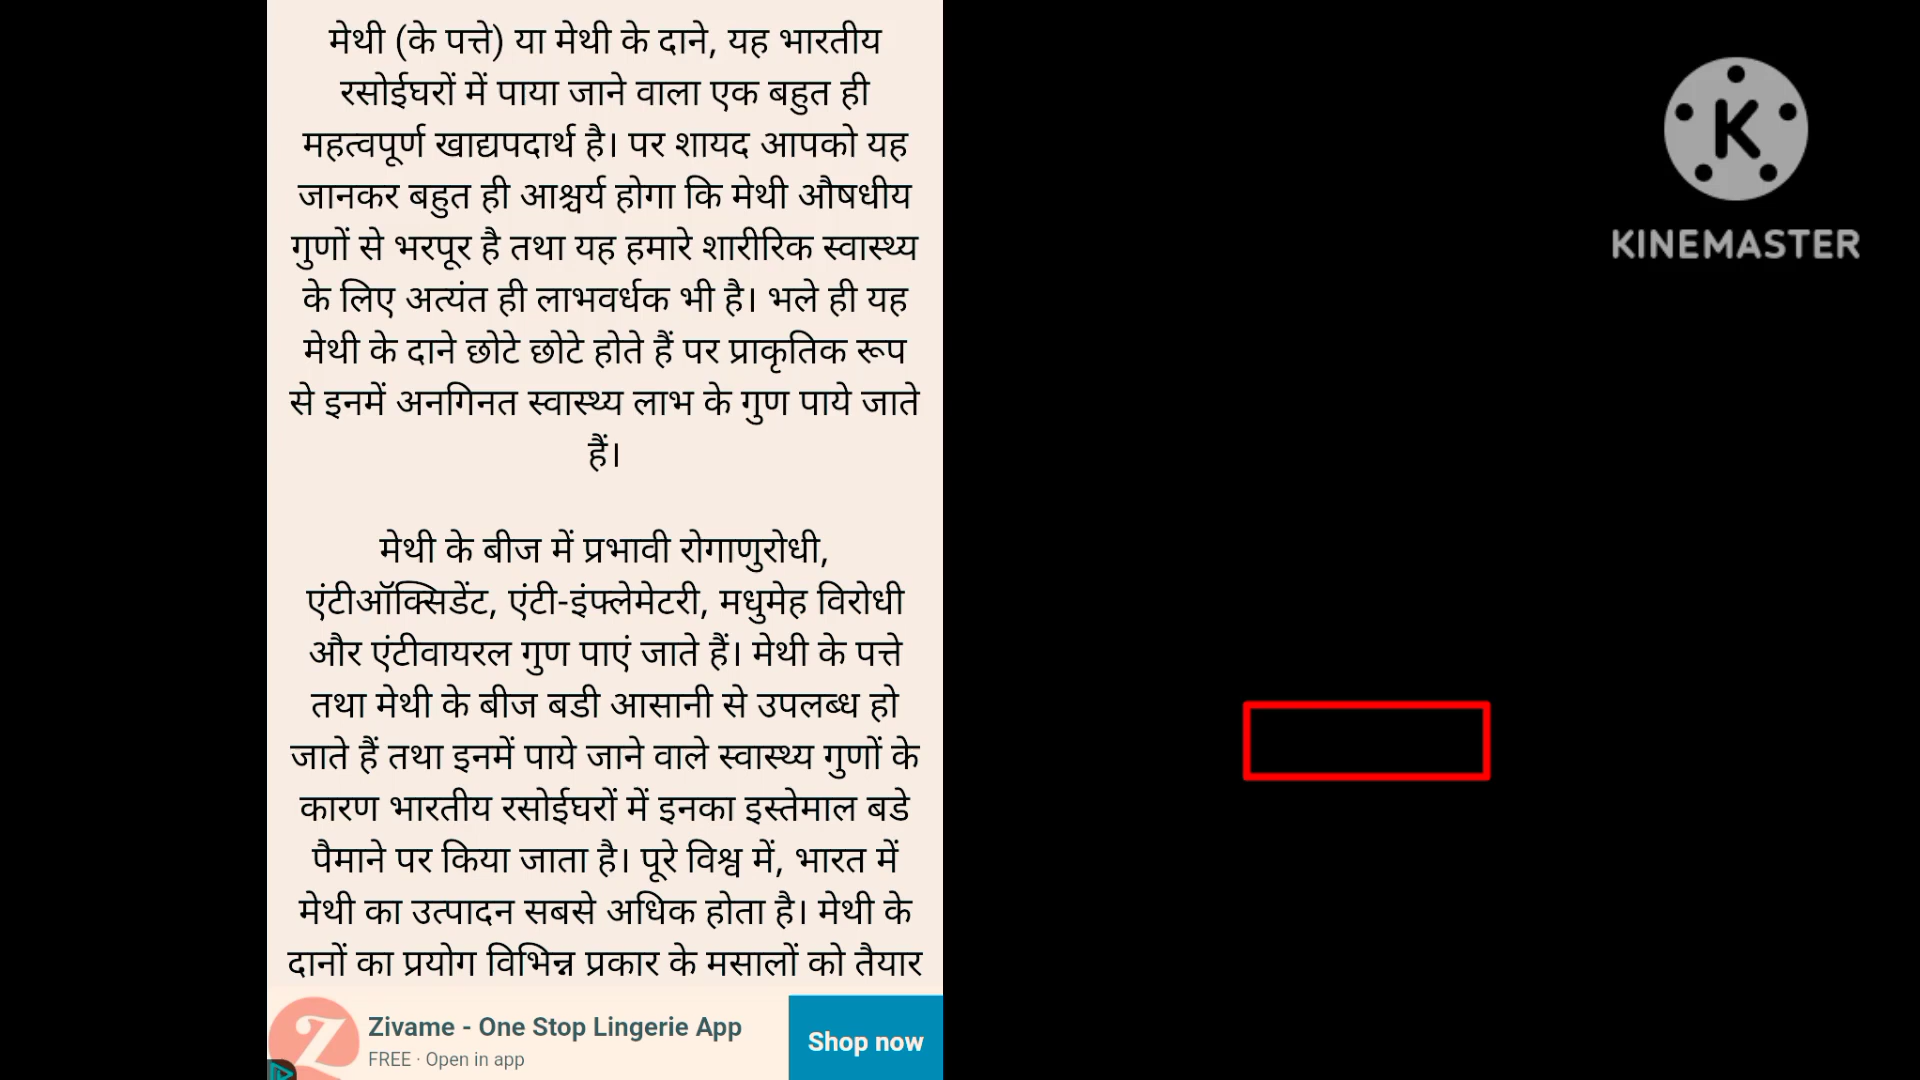 मेथी (के पत्ते) या मेथी के दाने, यह भारतीय
रसोईघरों में पाया जाने वाला एक बहुत ही
महत्वपूर्ण खाद्यपदार्थ है। पर शायद आपको यह
जानकर बहुत ही आश्चर्य होगा कि मेथी औषधीय
गुणों से भरपूर है तथा यह हमारे शारीरिक स्वास्थ्य
के लिए अत्यंत ही लाभवर्धक भी है। भले ही यह
मेथी के दाने छोटे छोटे होते हैं पर प्राकृतिक रूप
से इनमें अनगिनत स्वास्थ्य लाभ के गुण पाये जाते
हैं।
मेथी के बीज में प्रभावी रोगाणुरोधी,
एंटीऑक्सिडेंट, एंटी-इंफ्लेमेटरी, मधुमेह विरोधी
और एंटीवायरल गुण पाएं जाते हैं। मेथी के पत्ते
तथा मेथी के बीज बडी आसानी से उपलब्ध हो
जाते हैं तथा इनमें पाये जाने वाले स्वास्थ्य गुणों के
कारण भारतीय रसोईघरों में इनका इस्तेमाल बडे
पैमाने पर किया जाता है। पूरे विश्व में, भारत में
मेथी का उत्पादन सबसे अधिक होता है। मेथी के
दानों का प्रयोग विभिन्न प्रकार के मसालों को तैयार
Zivame - One Stop Lingerie App
FREE · Open in app
Shop now
K
KINEMASTER